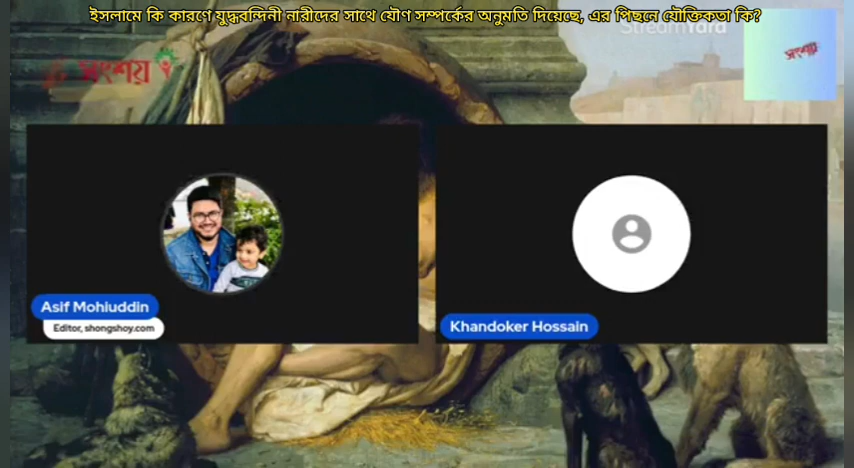 ইসলামে কি কারণে যুদ্ধবন্দিনী নারীদের সাথে যৌণ সম্পর্কের অনুমতি দিয়েছে, এর পিছনে যৌক্তিকতা কি?
StreamYard
সংশয়
সংশয়
Asif Mohiuddin
Editor, shongshoy.com
Khandoker Hossain